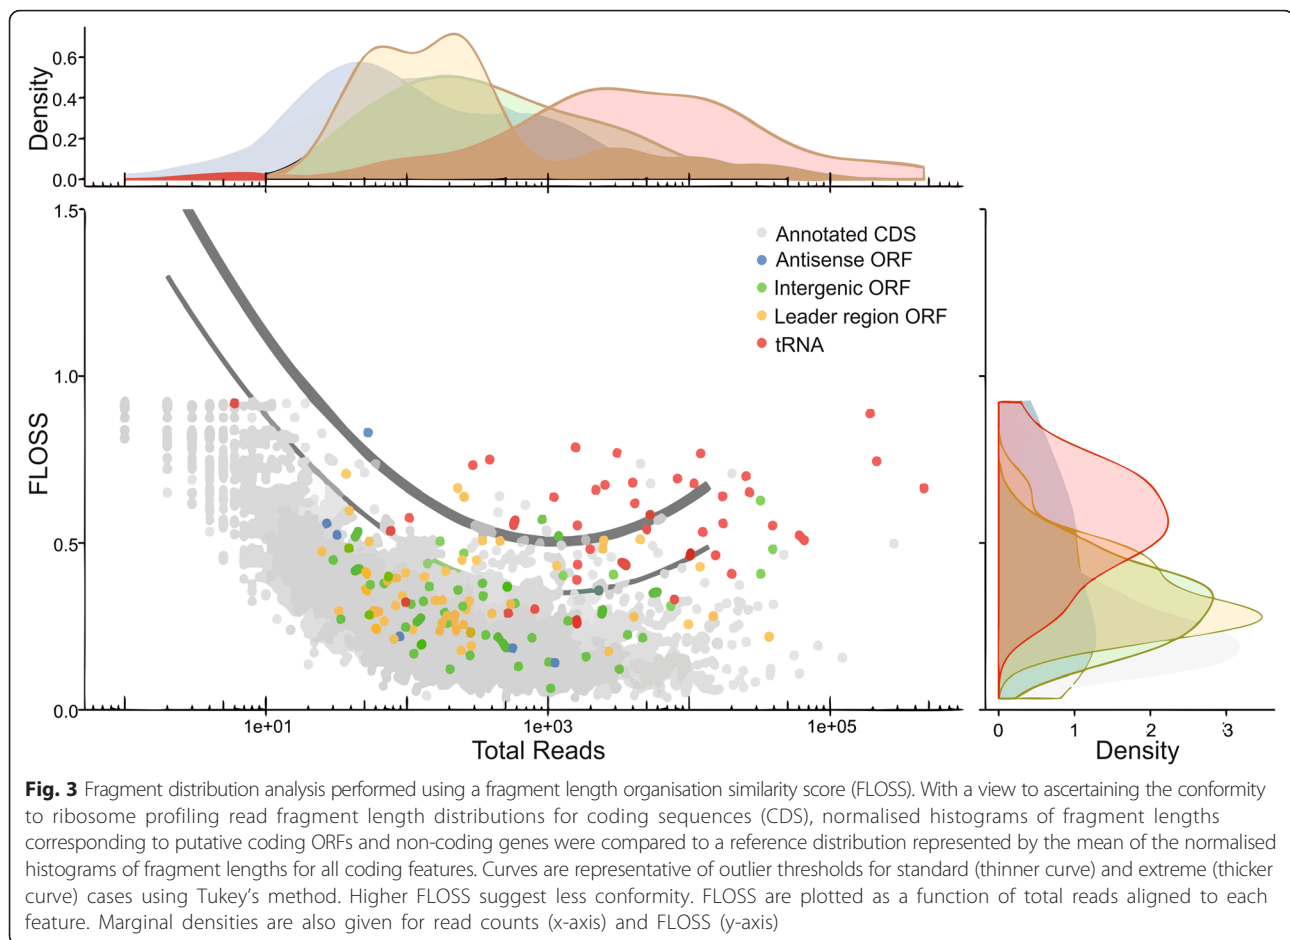 Density
0.6
0.4
0.2
0.0
1.5
1.0
0.5
0.0
FLOSS
Annotated CDS
Antisense ORF
Intergenic ORF
Leader region ORF
tRNA
1e+01
1e+03
1e+05
Total Reads
0
1
2
3
Density
Fig. 3 Fragment distribution analysis performed using a fragment length organisation similarity score (FLOSS). With a view to ascertaining the conformity
to ribosome profiling read fragment length distributions for coding sequences (CDS), normalised histograms of fragment lengths
corresponding to putative coding ORFs and non-coding genes were compared to a reference distribution represented by the mean of the normalised
histograms of fragment lengths for all coding features. Curves are representative of outlier thresholds for standard (thinner curve) and extreme (thicker
curve) cases using Tukey's method. Higher FLOSS suggest less conformity. FLOSS are plotted as a function of total reads aligned to each
feature. Marginal densities are also given for read counts (x-axis) and FLOSS (y-axis)